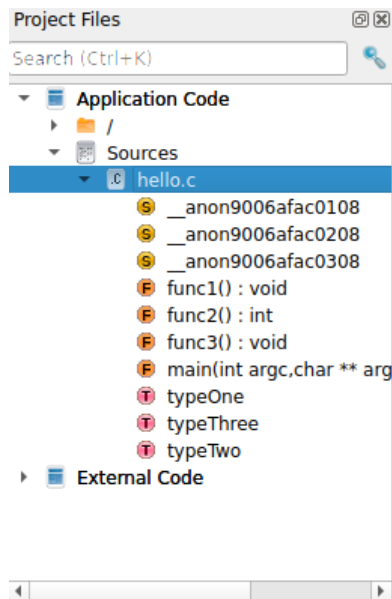 Project Files
Search (Ctrl+K)
Application Code
/
Sources
.c hello.c
S __anon9006afac0108
S __anon9006afac0208
S __anon9006afac0308
F func1() : void
F func2() : int
F func3() : void
F main(int argc,char ** arg
T typeOne
T typeThree
T typeTwo
External Code